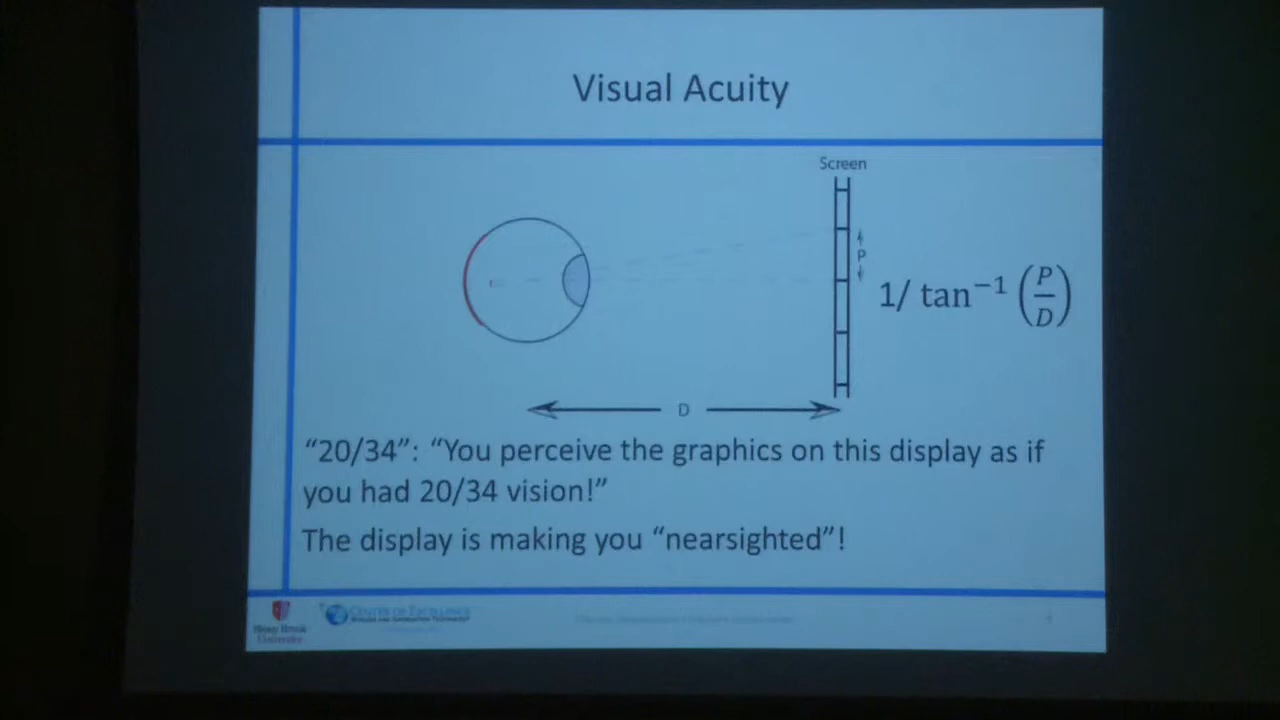 Visual Acuity
Screen
P
1/ tan⁻¹ (P/D)
D
“20/34”: “You perceive the graphics on this display as if
you had 20/34 vision!”
The display is making you “nearsighted”!
Stony Brook
University
CENTER OF EXCELLENCE